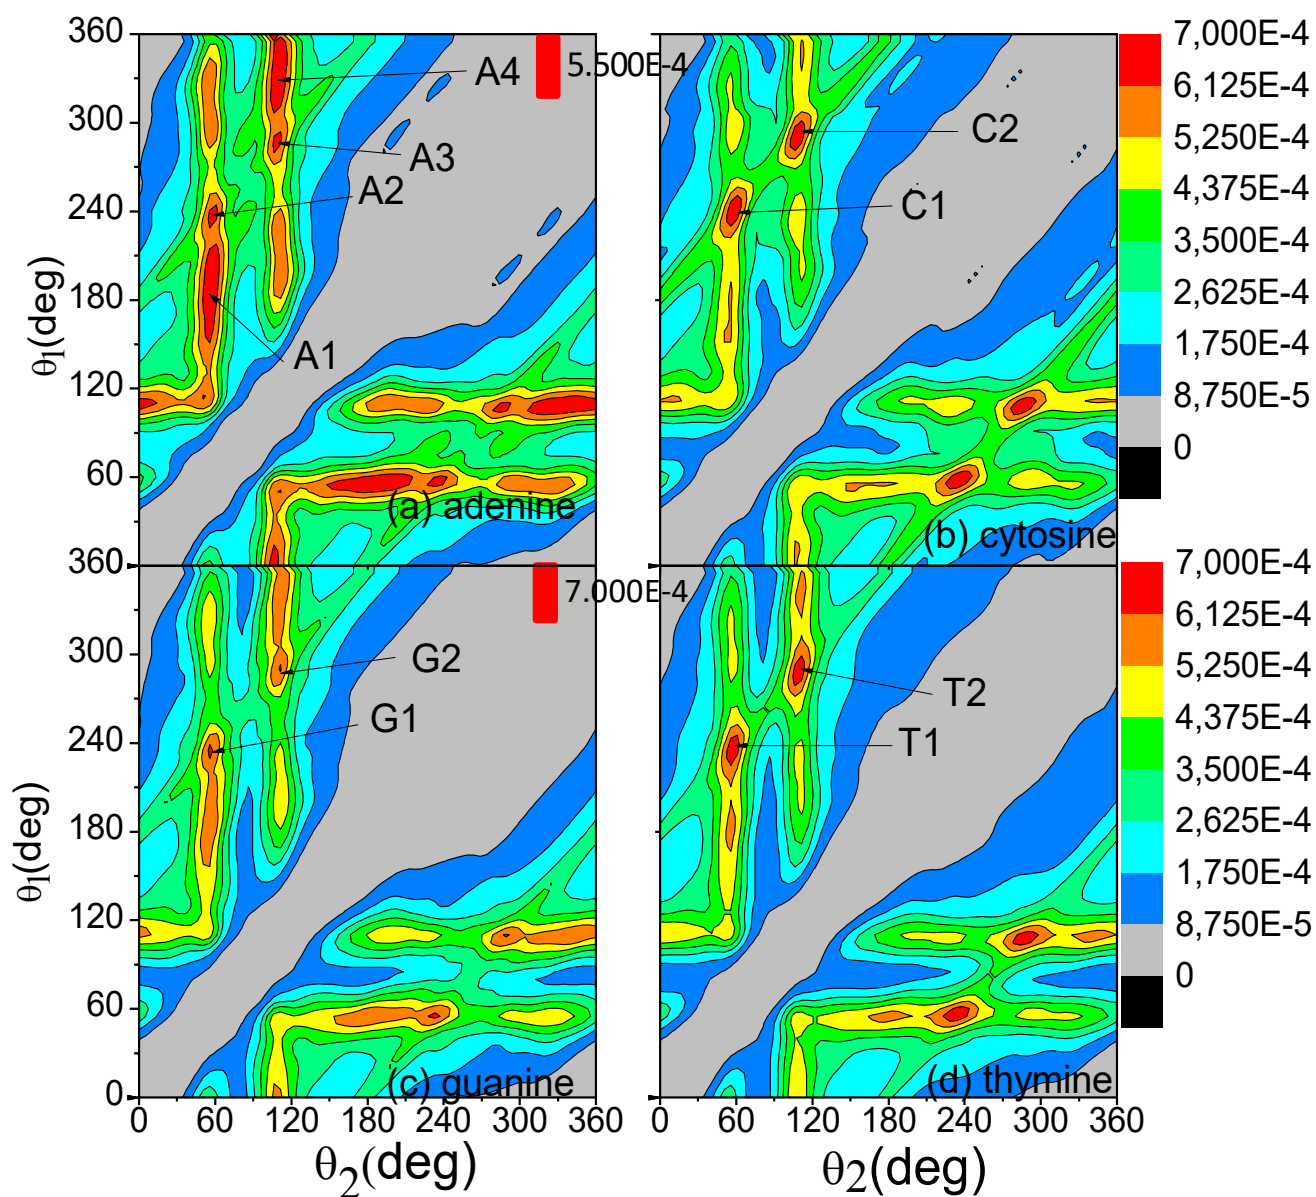 360
300
240
180
120
60
θ1(deg)
A4
A3
A2
A1
5.500E-4
(a) adenine
C2
C1
(b) cytosine
7,000E-4
6,125E-4
5,250E-4
4,375E-4
3,500E-4
2,625E-4
1,750E-4
8,750E-5
0
360
300
240
180
120
60
0
θ1(deg)
G2
G1
7.000E-4
(c) guanine
T2
T1
(d) thymine
7,000E-4
6,125E-4
5,250E-4
4,375E-4
3,500E-4
2,625E-4
1,750E-4
8,750E-5
0
0 60 120 180 240 300 360
0 60 120 180 240 300 360
θ2(deg)
θ2(deg)